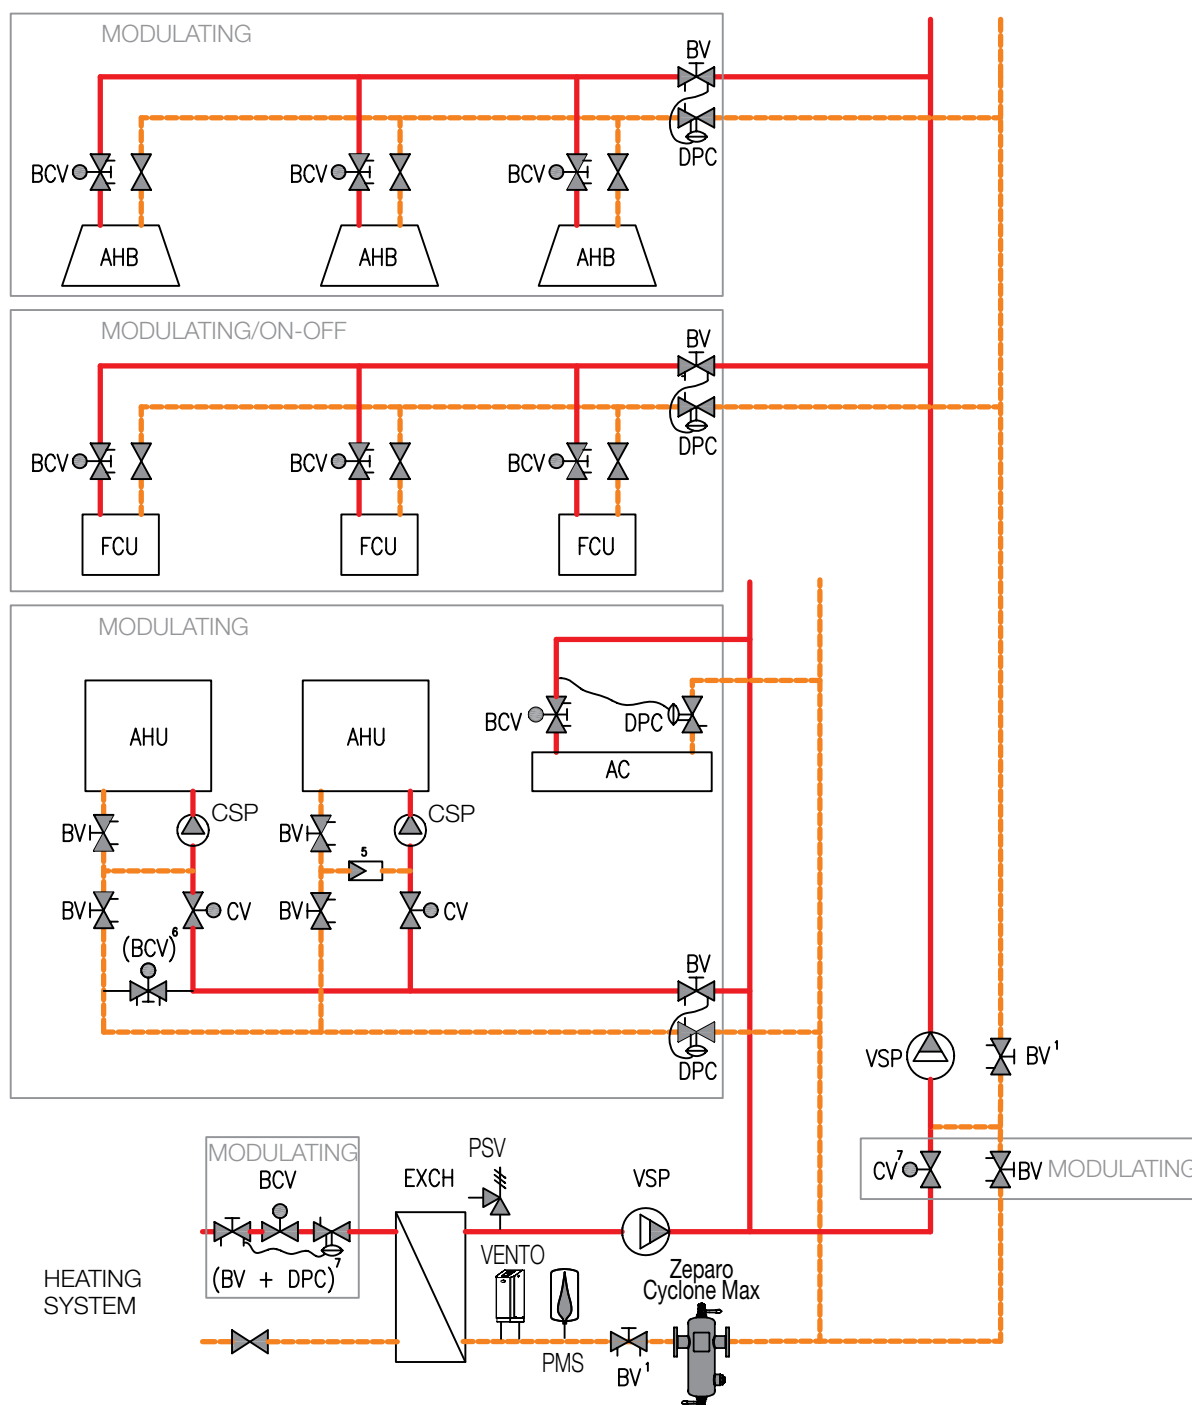 MODULATING
BV
DPC
BCV BCV BCV
AHB AHB AHB
MODULATING/ON-OFF
BV
DPC
BCV BCV BCV
FCU FCU FCU
MODULATING
BCV DPC
AHU AHU
AC
CSP CSP
BV BV
5
BV CV BV CV
(BCV)6
BV
DPC
VSP BV1
MODULATING
BCV
(BV + DPC)7
EXCH
PSV
VSP
CV7 BV MODULATING
VENTO
HEATING
SYSTEM
Zeparo
Cyclone Max
PMS
BV1